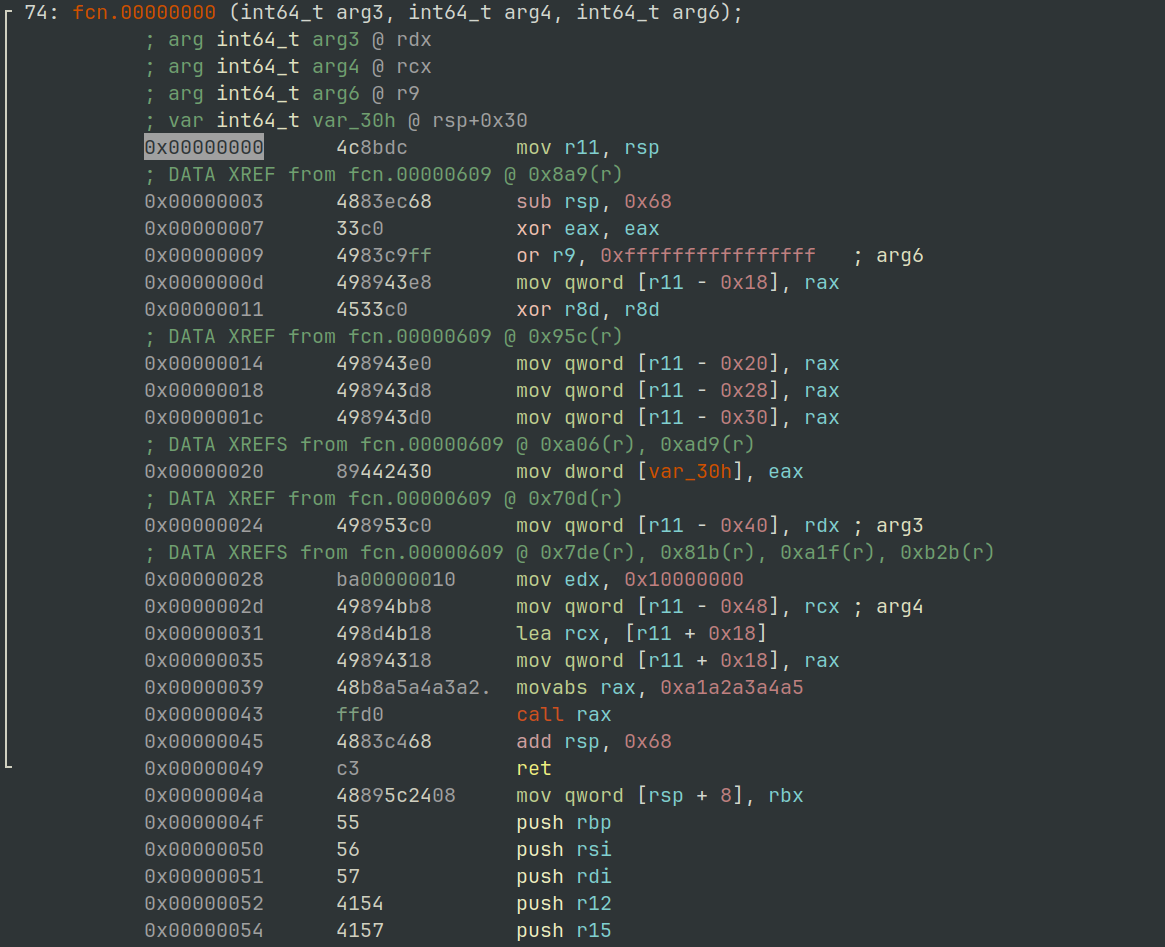 74: fcn.00000000 (int64_t arg3, int64_t arg4, int64_t arg6);
; arg int64_t arg3 @ rdx
; arg int64_t arg4 @ rcx
; arg int64_t arg6 @ r9
; var int64_t var_30h @ rsp+0x30
0x00000000 4c8bdc mov r11, rsp
; DATA XREF from fcn.00000609 @ 0x8a9(r)
0x00000003 4883ec68 sub rsp, 0x68
0x00000007 33c0 xor eax, eax
0x00000009 4983c9ff or r9, 0xffffffffffffffff ; arg6
0x0000000d 498943e8 mov qword [r11 - 0x18], rax
0x00000011 4533c0 xor r8d, r8d
; DATA XREF from fcn.00000609 @ 0x95c(r)
0x00000014 498943e0 mov qword [r11 - 0x20], rax
0x00000018 498943d8 mov qword [r11 - 0x28], rax
0x0000001c 498943d0 mov qword [r11 - 0x30], rax
; DATA XREFS from fcn.00000609 @ 0xa06(r), 0xad9(r)
0x00000020 89442430 mov dword [var_30h], eax
; DATA XREF from fcn.00000609 @ 0x70d(r)
0x00000024 498953c0 mov qword [r11 - 0x40], rdx ; arg3
; DATA XREFS from fcn.00000609 @ 0x7de(r), 0x81b(r), 0xa1f(r), 0xb2b(r)
0x00000028 ba00000010 mov edx, 0x10000000
0x0000002d 49894bb8 mov qword [r11 - 0x48], rcx ; arg4
0x00000031 498d4b18 lea rcx, [r11 + 0x18]
0x00000035 49894318 mov qword [r11 + 0x18], rax
0x00000039 48b8a5a4a3a2. movabs rax, 0xa1a2a3a4a5
0x00000043 ffd0 call rax
0x00000045 4883c468 add rsp, 0x68
0x00000049 c3 ret
0x0000004a 48895c2408 mov qword [rsp + 8], rbx
0x0000004f 55 push rbp
0x00000050 56 push rsi
0x00000051 57 push rdi
0x00000052 4154 push r12
0x00000054 4157 push r15